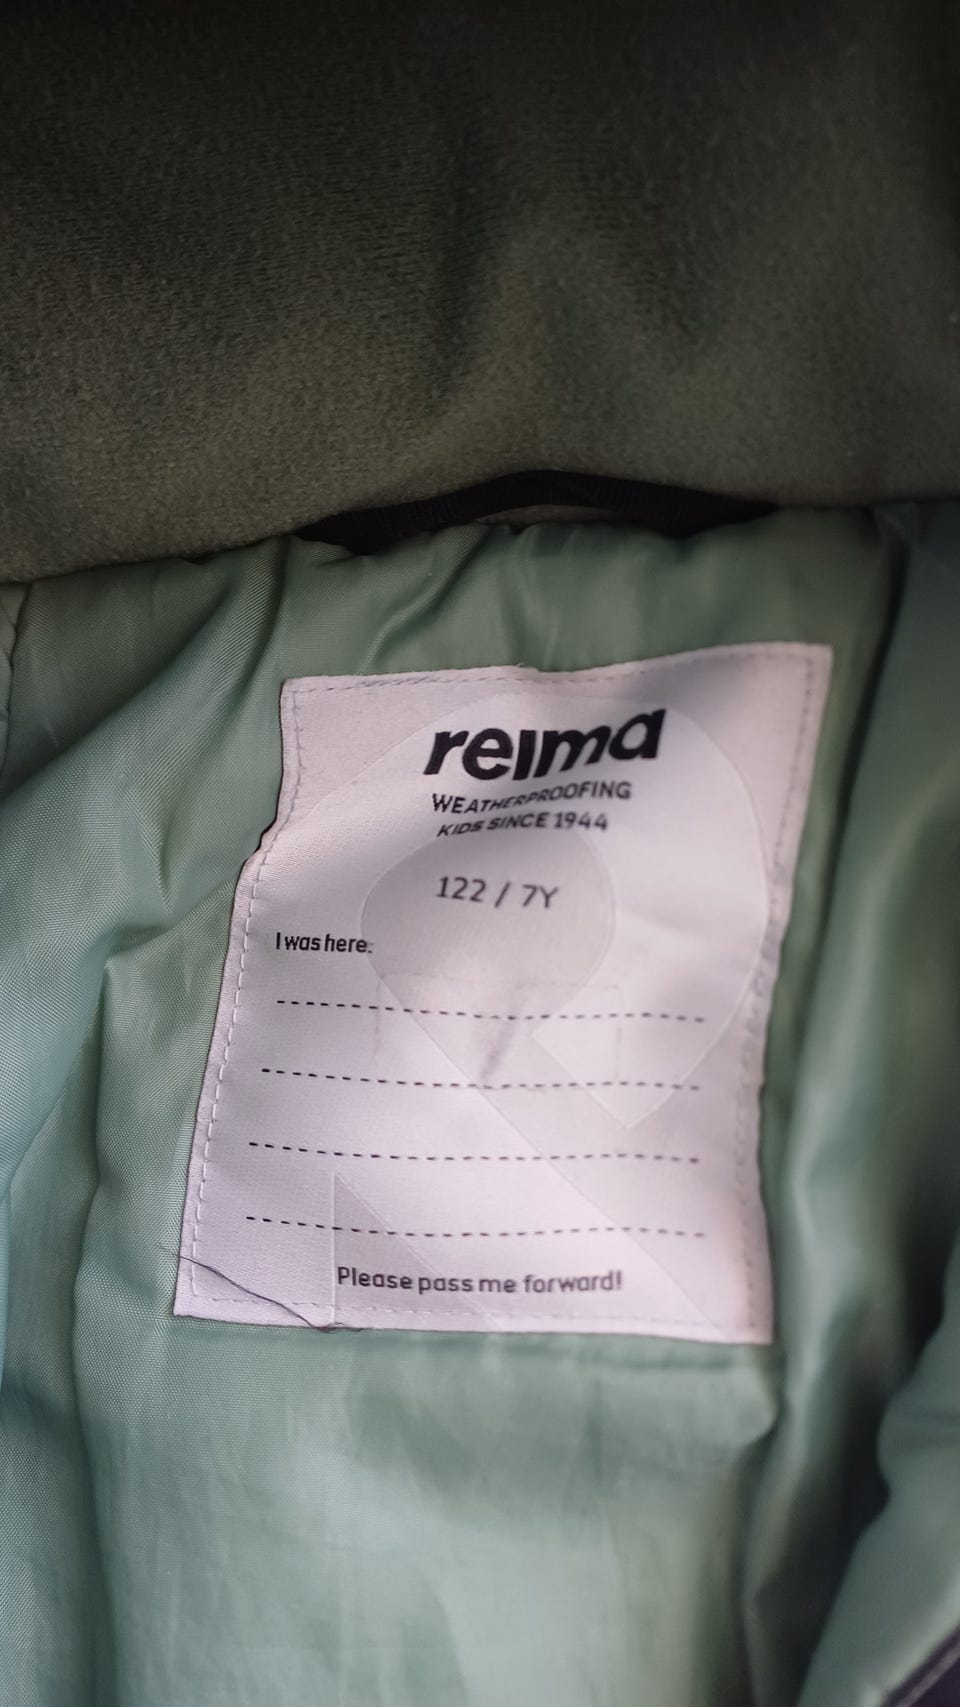 reima
WEATHERPROOFING
KIDS SINCE 1944
122 / 7Y
I was here:
Please pass me forward!